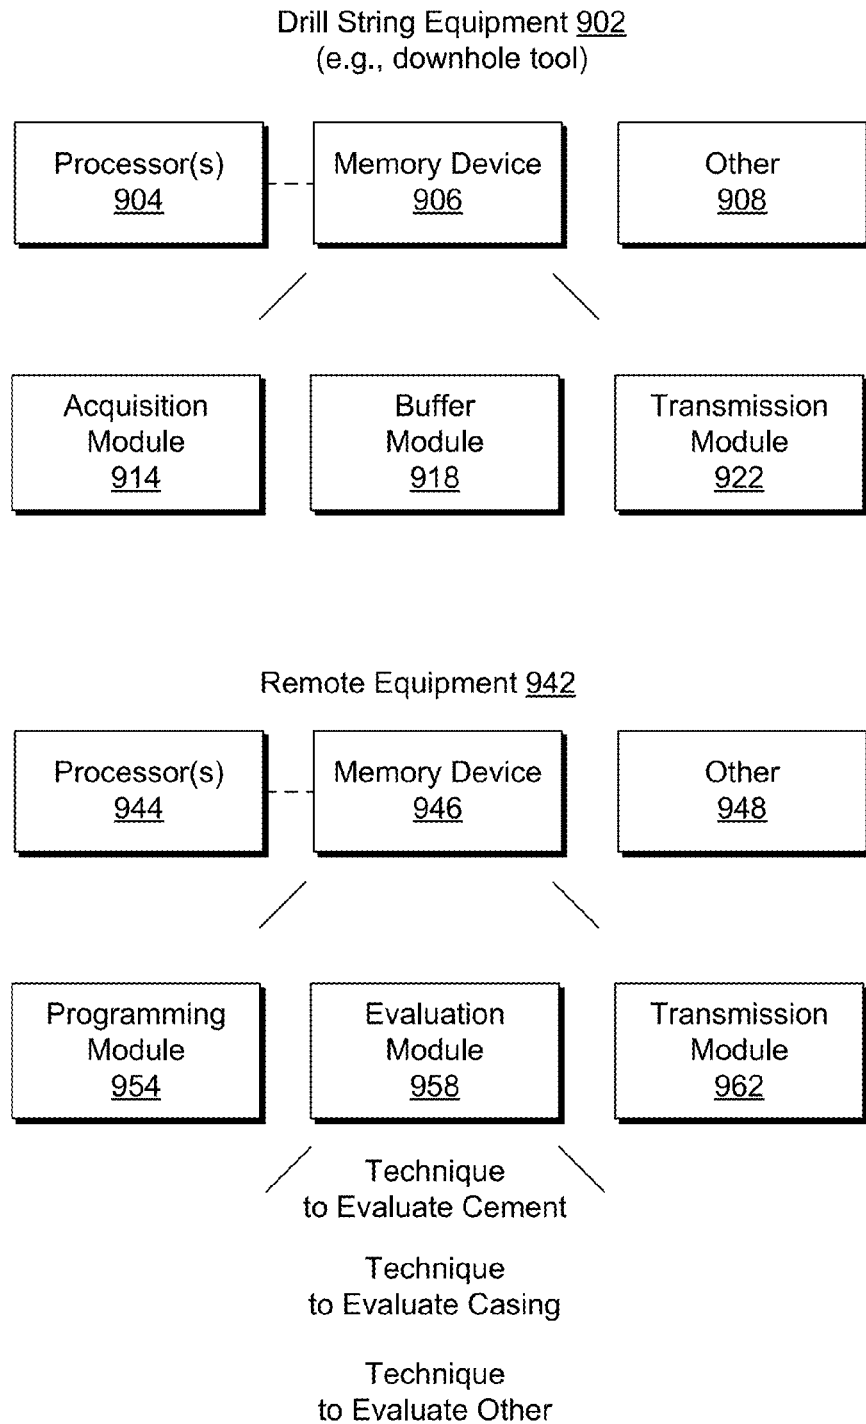 Drill String Equipment 902
(e.g., downhole tool)
Processor(s)
904
Memory Device
906
Other
908
Acquisition
Module
914
Buffer
Module
918
Transmission
Module
922
Remote Equipment 942
Processor(s)
944
Memory Device
946
Other
948
Programming
Module
954
Evaluation
Module
958
Transmission
Module
962
Technique
to Evaluate Cement
Technique
to Evaluate Casing
Technique
to Evaluate Other